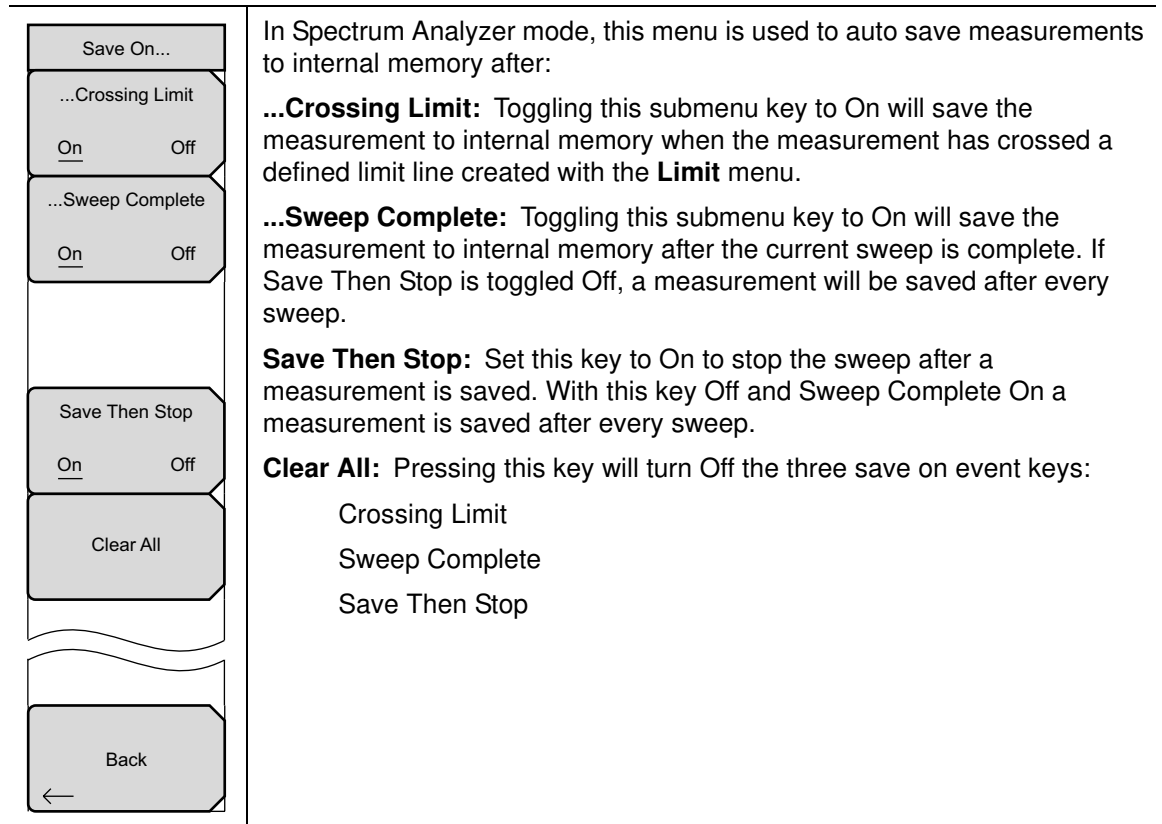 Save On...
...Crossing Limit
On Off
...Sweep Complete
On Off
Save Then Stop
On Off
Clear All
Back
In Spectrum Analyzer mode, this menu is used to auto save measurements
to internal memory after:
...Crossing Limit: Toggling this submenu key to On will save the
measurement to internal memory when the measurement has crossed a
defined limit line created with the Limit menu.
...Sweep Complete: Toggling this submenu key to On will save the
measurement to internal memory after the current sweep is complete. If
Save Then Stop is toggled Off, a measurement will be saved after every
sweep.
Save Then Stop: Set this key to On to stop the sweep after a
measurement is saved. With this key Off and Sweep Complete On a
measurement is saved after every sweep.
Clear All: Pressing this key will turn Off the three save on event keys:
Crossing Limit
Sweep Complete
Save Then Stop